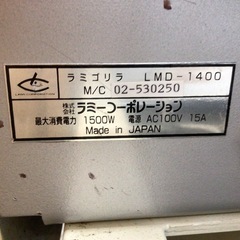 ラミゴリラ LMD-1400
M/C 02-530250
株式会社 ラミーコーポレーション
最大消費電力 1500W 電源 AC100V 15A
Made in JAPAN